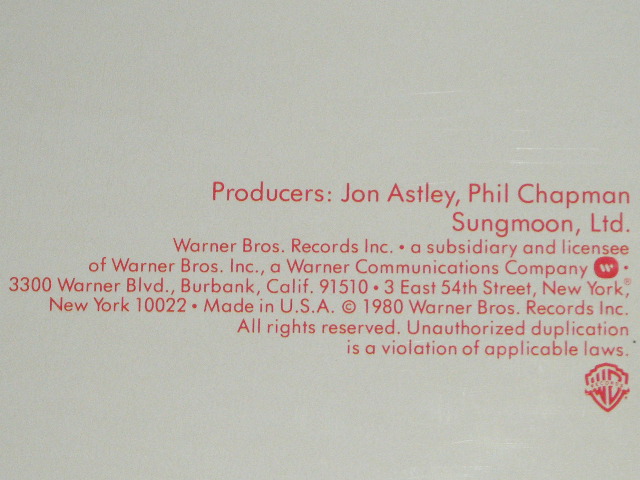 Producers: Jon Astley, Phil Chapman
Sungmoon, Ltd.
Warner Bros. Records Inc. • a subsidiary and licensee
of Warner Bros. Inc., a Warner Communications Company W •
3300 Warner Blvd., Burbank, Calif. 91510 • 3 East 54th Street, New York,®
New York 10022 • Made in U.S.A. © 1980 Warner Bros. Records Inc.
All rights reserved. Unauthorized duplication
is a violation of applicable laws.
WB
RECORDS